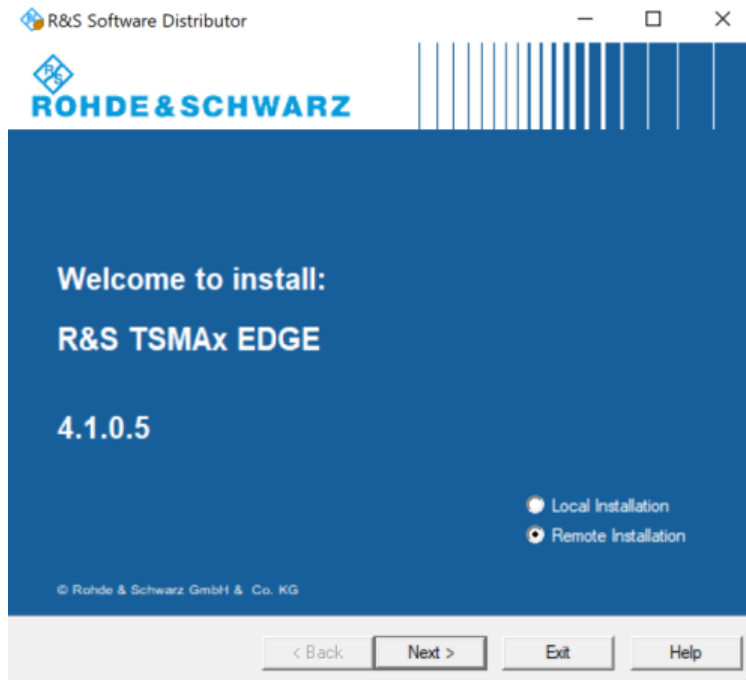 R&S Software Distributor
R&S
ROHDE&SCHWARZ
Welcome to install:
R&S TSMAx EDGE
4.1.0.5
Local Installation
Remote Installation
© Rohde & Schwarz GmbH & Co. KG
< Back Next > Exit Help